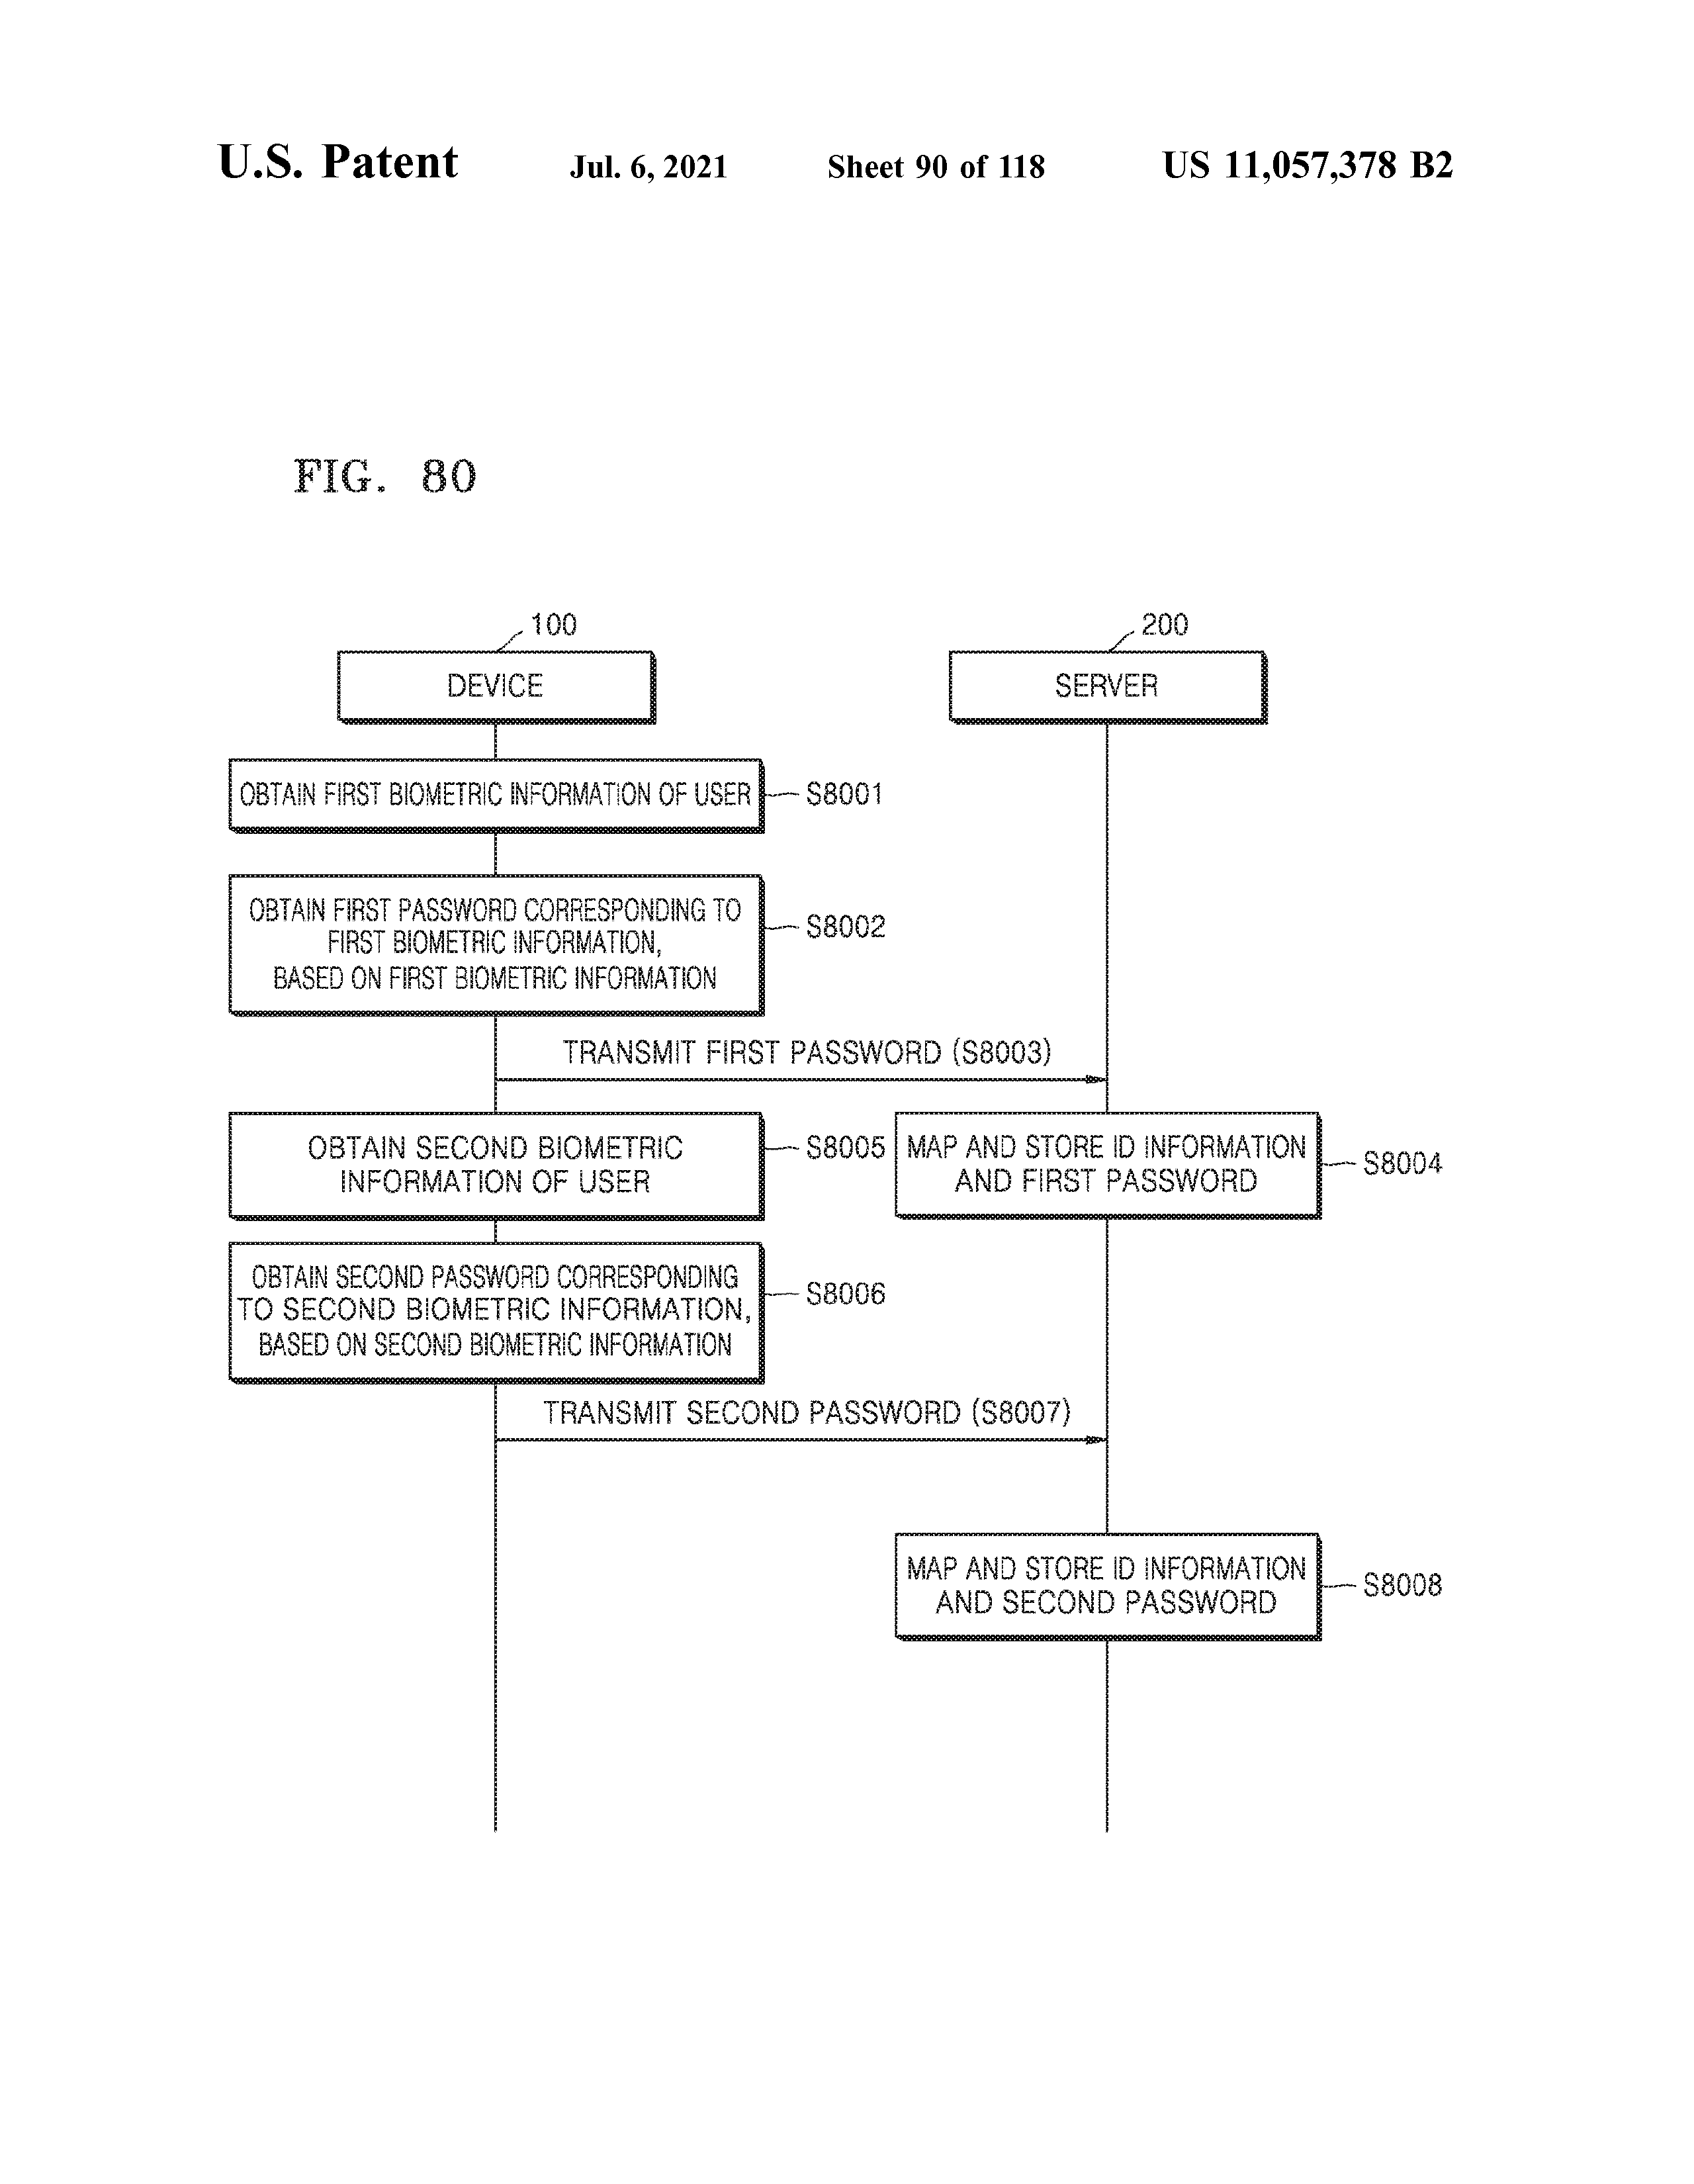 U.S. Patent Jul. 6, 2021 Sheet 90 of 118 US 11,057,378 B2
FIG. 80
100
200
DEVICE
SERVER
OBTAIN FIRST BIOMETRIC INFORMATION OF USER
S8001
OBTAIN FIRST PASSWORD CORRESPONDING TO
FIRST BIOMETRIC INFORMATION,
BASED ON FIRST BIOMETRIC INFORMATION
S8002
TRANSMIT FIRST PASSWORD (S8003)
OBTAIN SECOND BIOMETRIC
INFORMATION OF USER
S8005
MAP AND STORE ID INFORMATION
AND FIRST PASSWORD
S8004
OBTAIN SECOND PASSWORD CORRESPONDING
TO SECOND BIOMETRIC INFORMATION,
BASED ON SECOND BIOMETRIC INFORMATION
S8006
TRANSMIT SECOND PASSWORD (S8007)
MAP AND STORE ID INFORMATION
AND SECOND PASSWORD
S8008